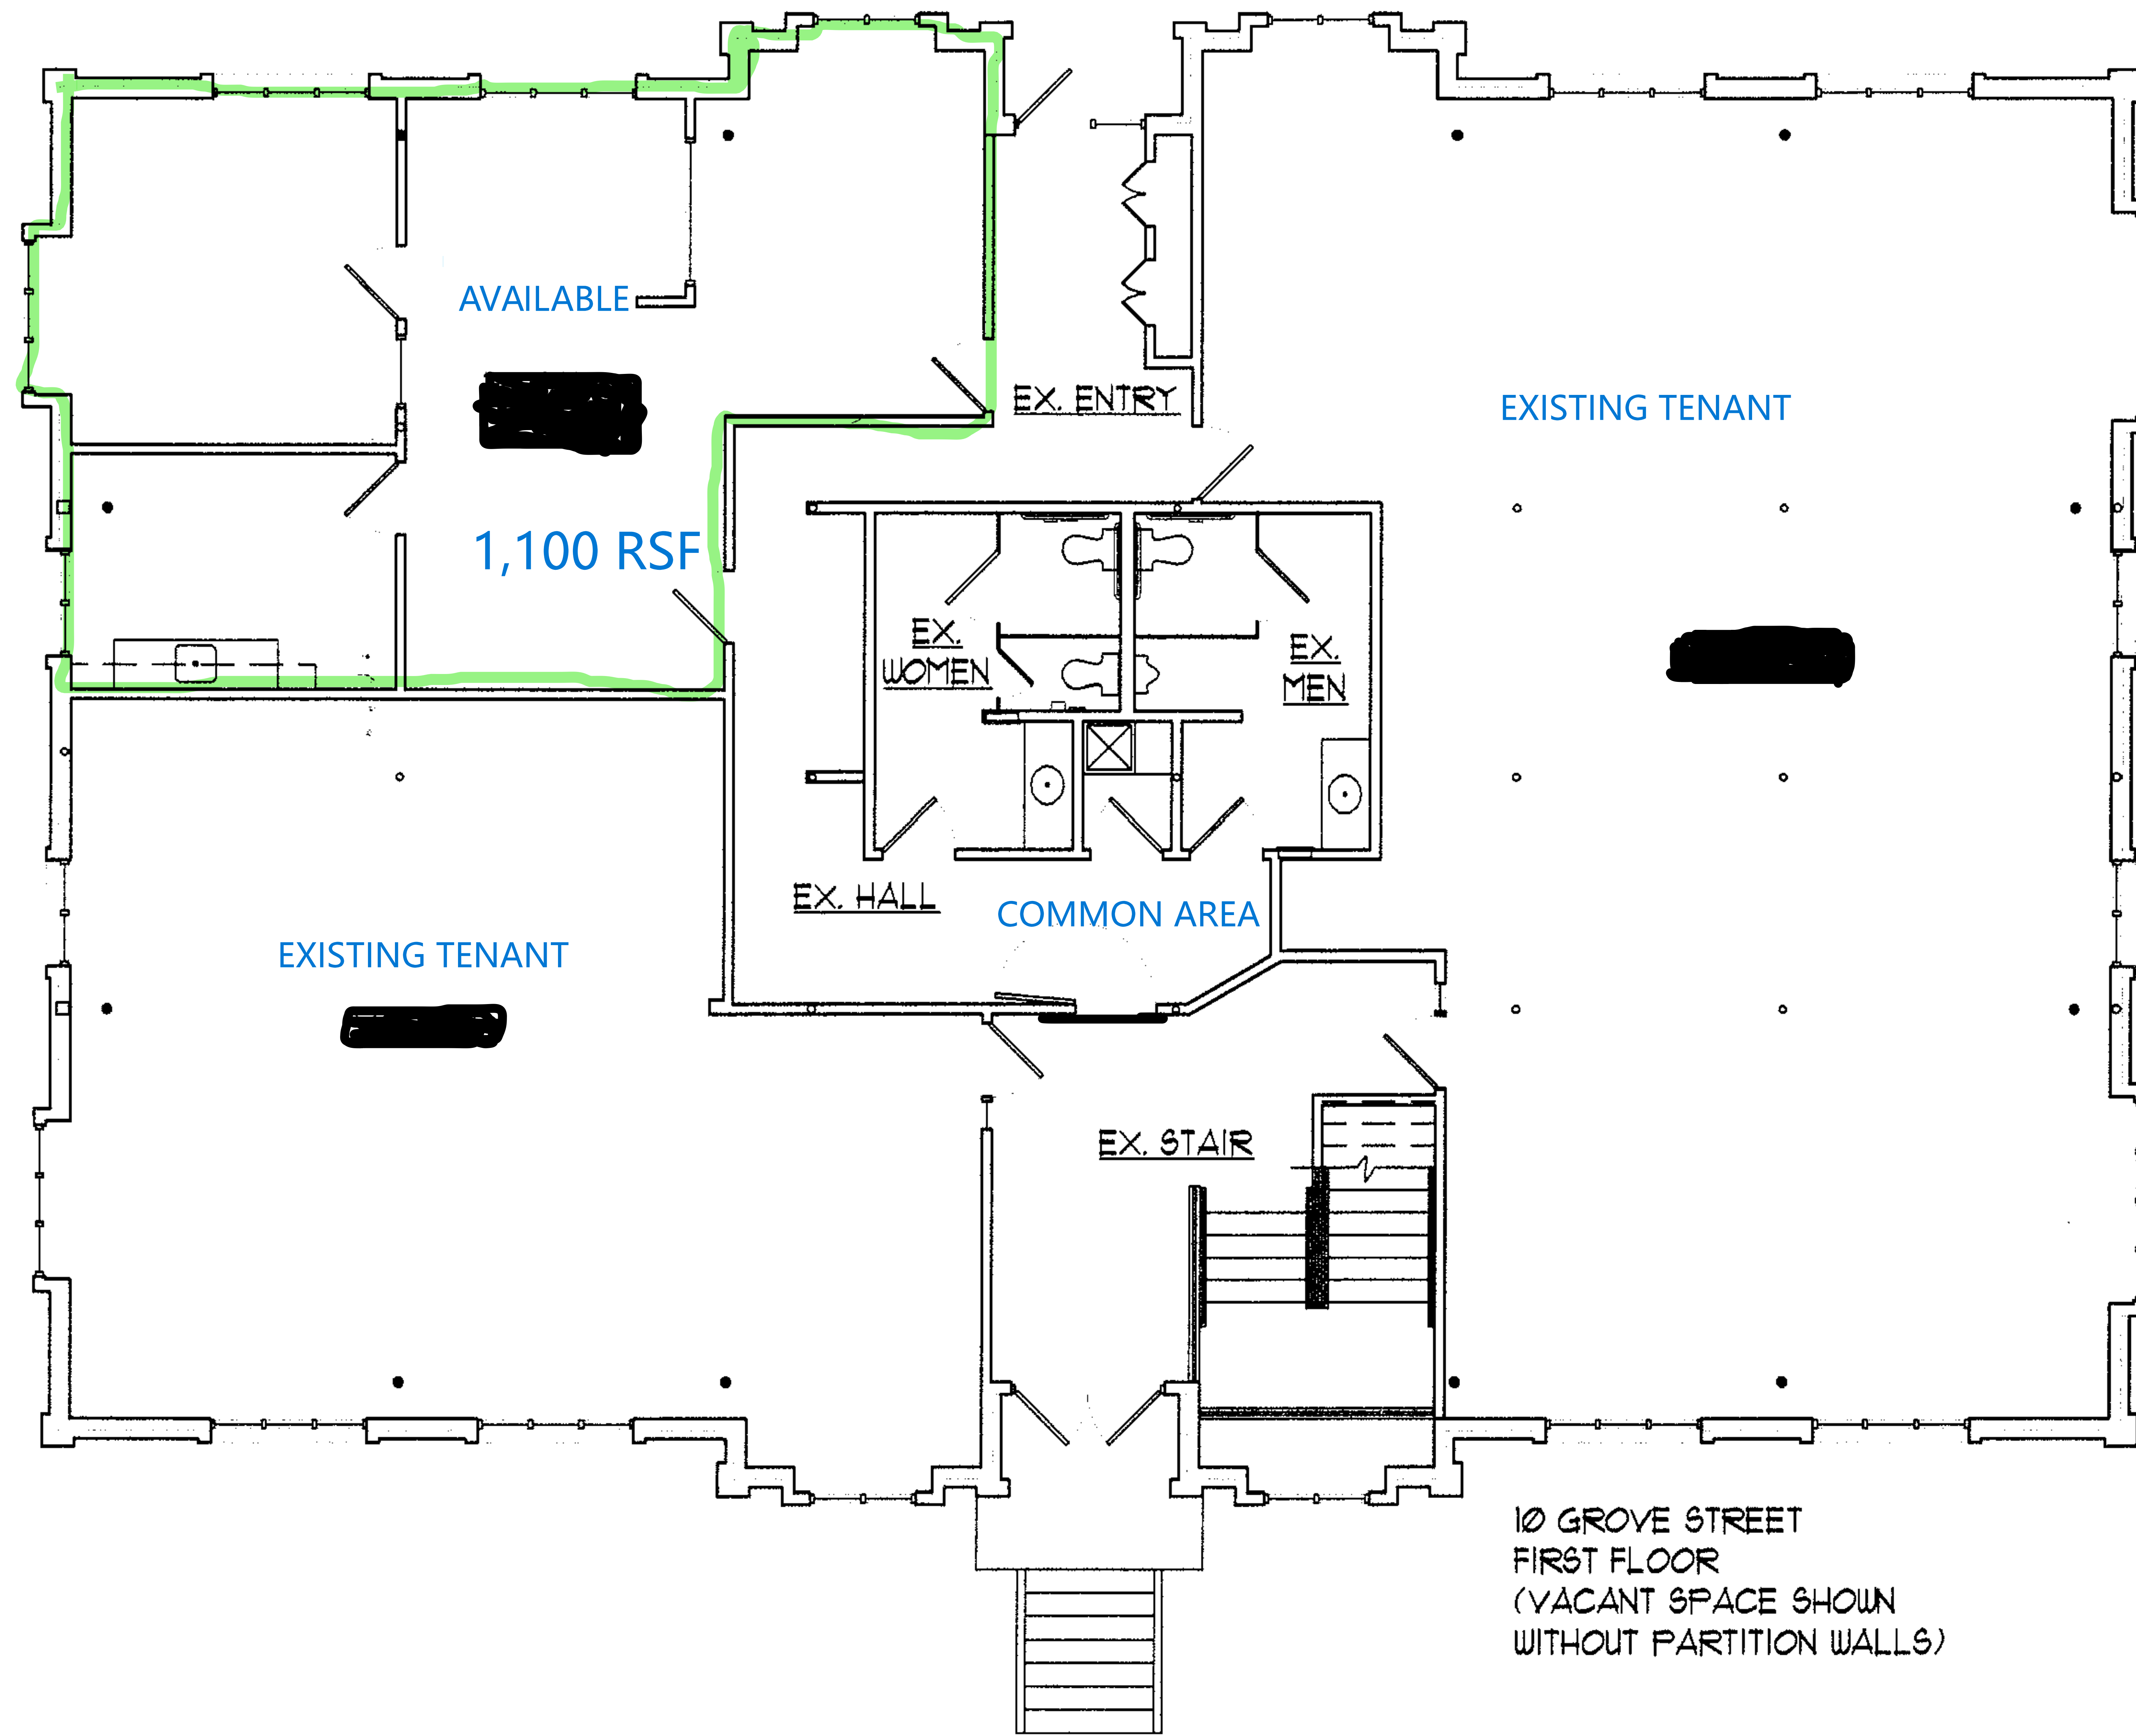 AVAILABLE
1,100 RSF
EX. ENTRY
EXISTING TENANT
EX.
WOMEN
EX.
MEN
EX. HALL
COMMON AREA
EXISTING TENANT
EX. STAIR
10 GROVE STREET
FIRST FLOOR
(VACANT SPACE SHOWN
WITHOUT PARTITION WALLS)